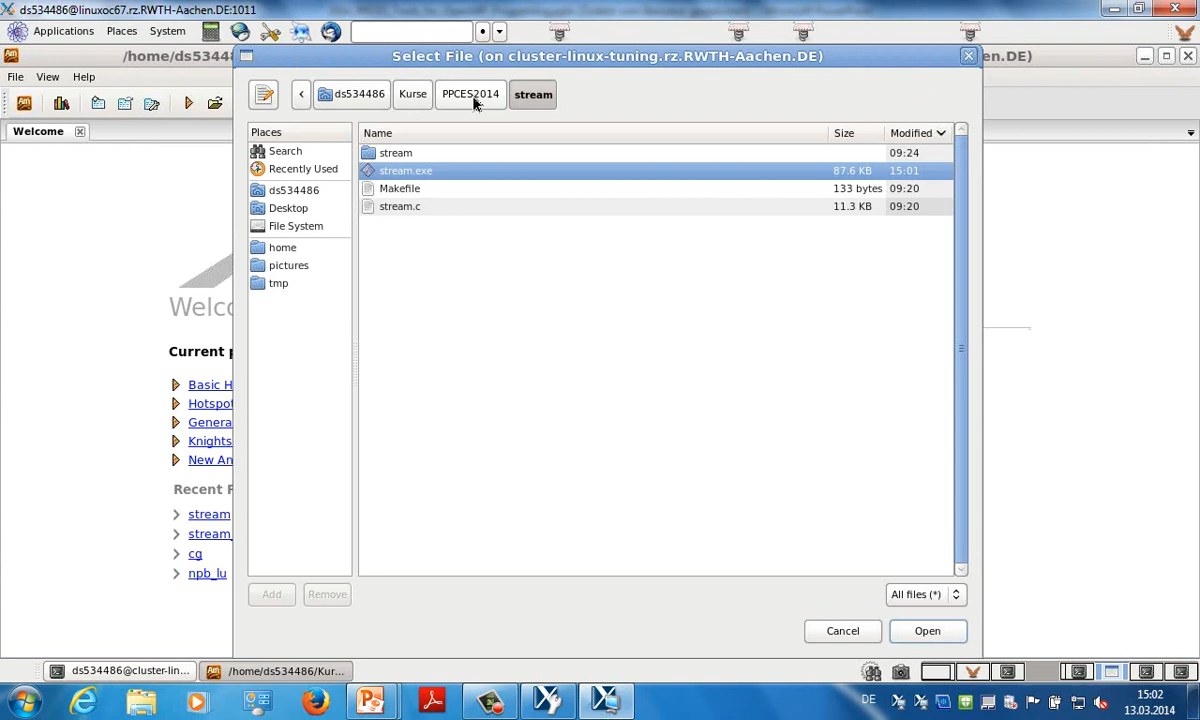 ds534486@linuxoc67.rz.RWTH-Aachen.DE:1011
Applications Places System
/home/ds5344
en.DE)
Select File (on cluster-linux-tuning.rz.RWTH-Aachen.DE)
File View Help
ds534486 Kurse PPCES2014 stream
Welcome
Places
Search
Recently Used
ds534486
Desktop
File System
home
pictures
tmp
Name Size Modified
stream 09:24
stream.exe 87.6 KB 15:01
Makefile 133 bytes 09:20
stream.c 11.3 KB 09:20
Welc
Current p
Basic H
Hotspot
Genera
Knights
New An
Recent F
stream
stream_
cg
npb_lu
Add Remove
All files (*)
Cancel Open
ds534486@cluster-lin...
/home/ds534486/Kur...
DE
15:02
13.03.2014